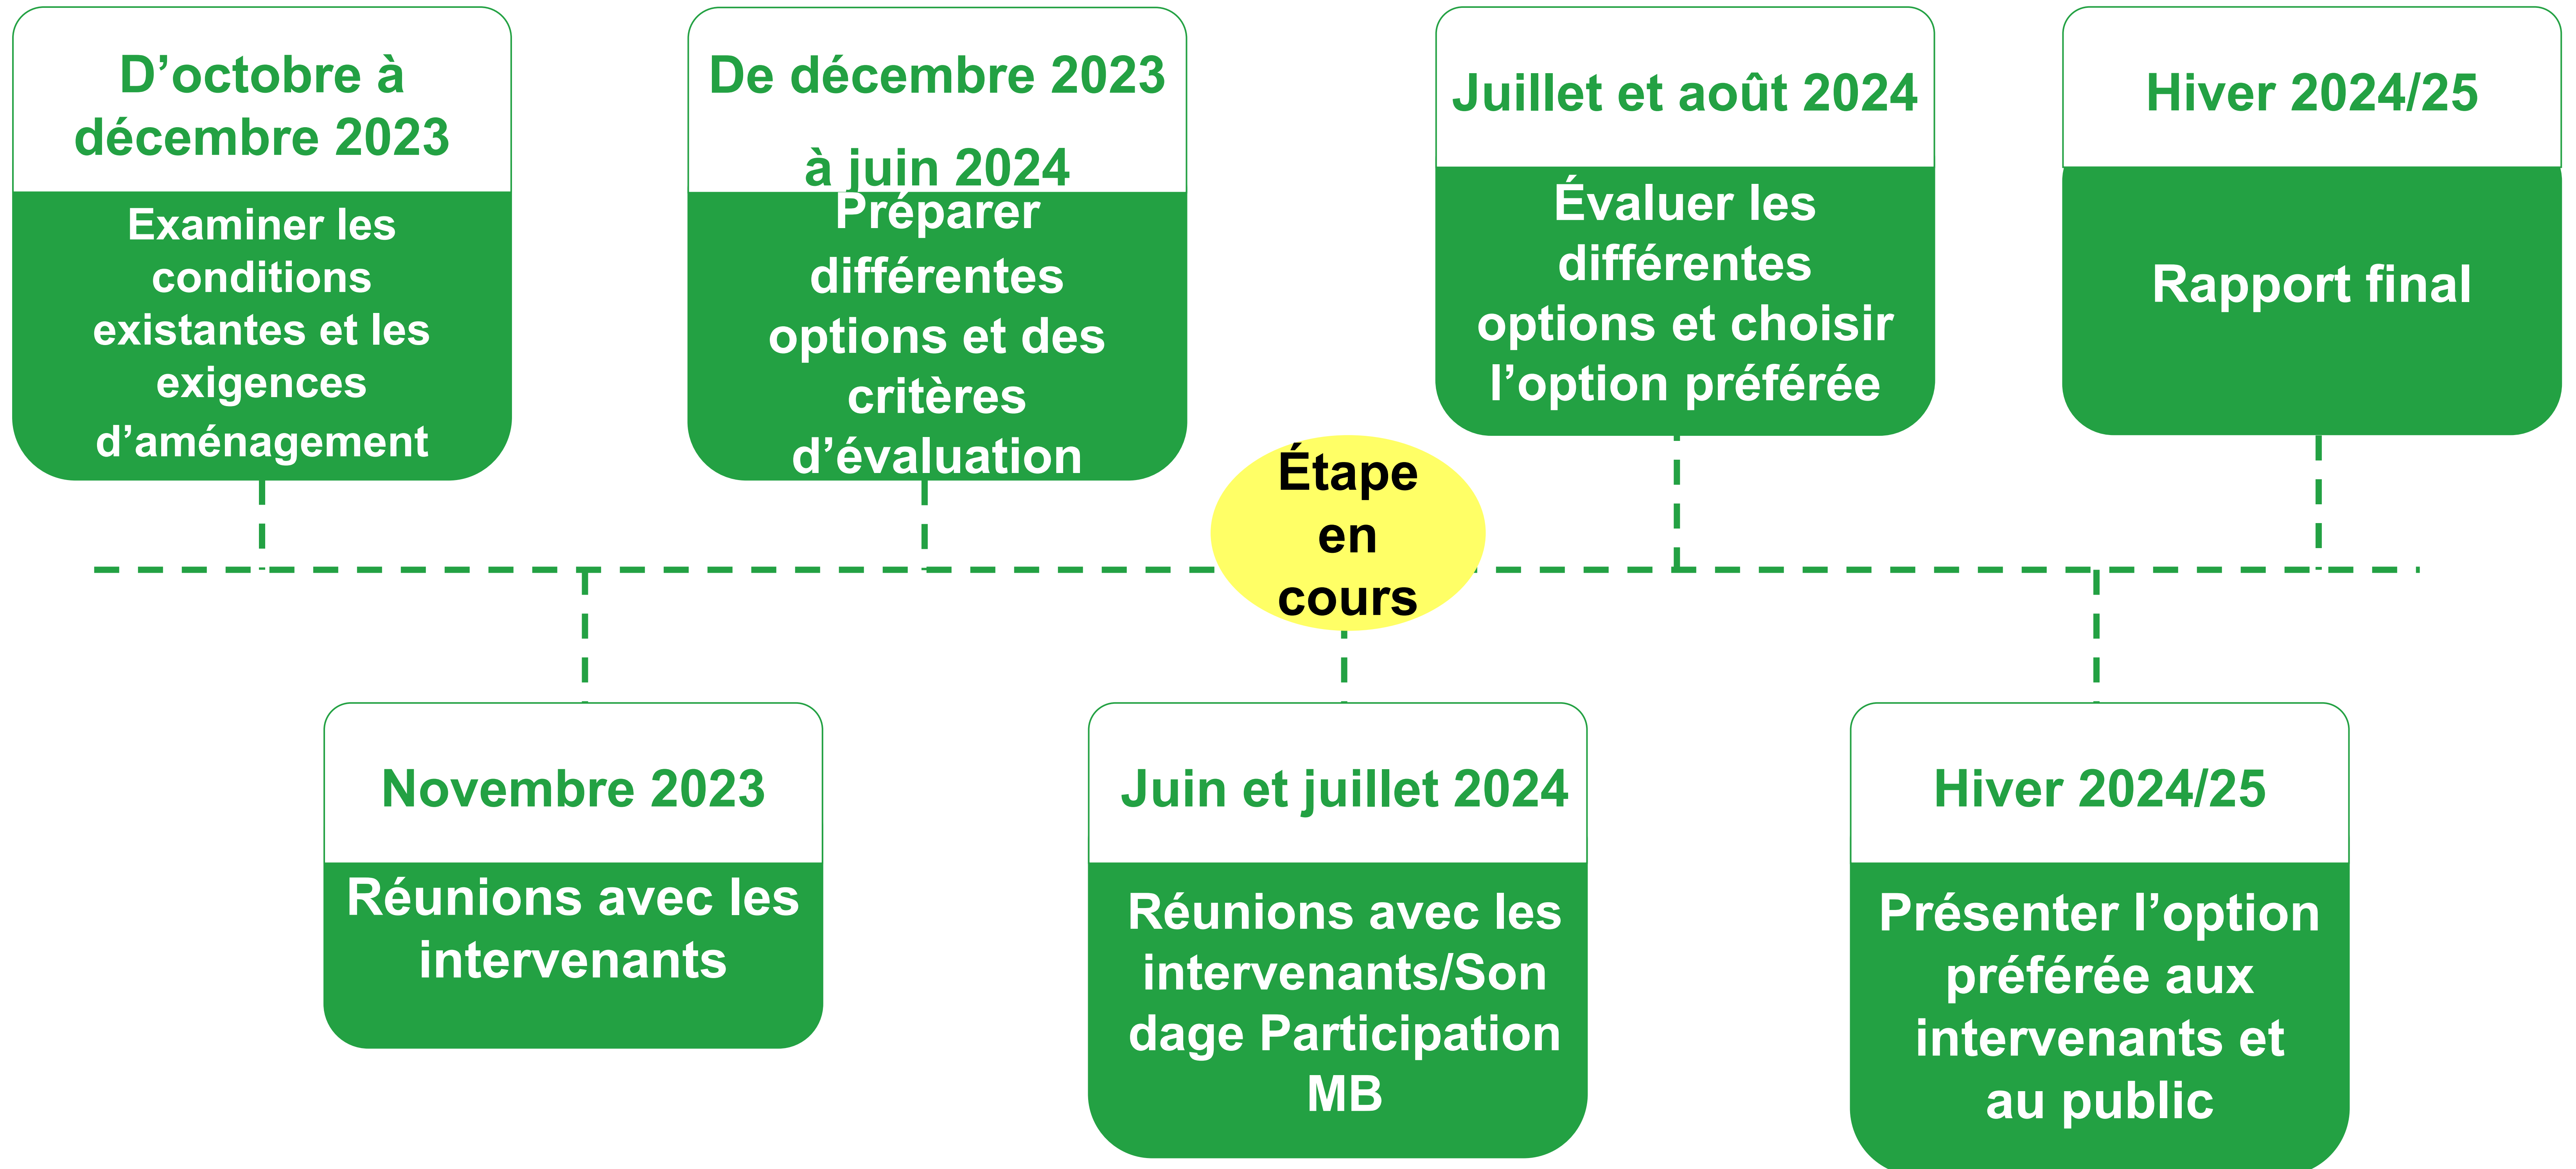 D’octobre à
décembre 2023
Examiner les
conditions
existantes et les
exigences
d’aménagement
De décembre 2023
à juin 2024
Préparer
différentes
options et des
critères
d’évaluation
Juillet et août 2024
Évaluer les
différentes
options et choisir
l’option préférée
Hiver 2024/25
Rapport final
Étape
en
cours
Novembre 2023
Réunions avec les
intervenants
Juin et juillet 2024
Réunions avec les
intervenants/Son
dage Participation
MB
Hiver 2024/25
Présenter l’option
préférée aux
intervenants et
au public